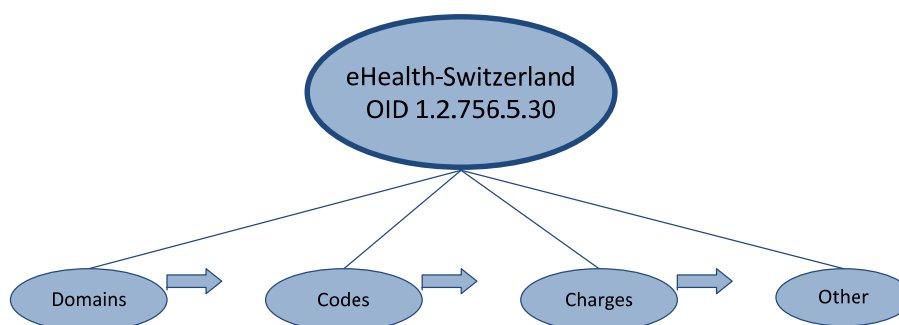 eHealth-Switzerland
OID 1.2.756.5.30
Domains
Codes
Charges
Other